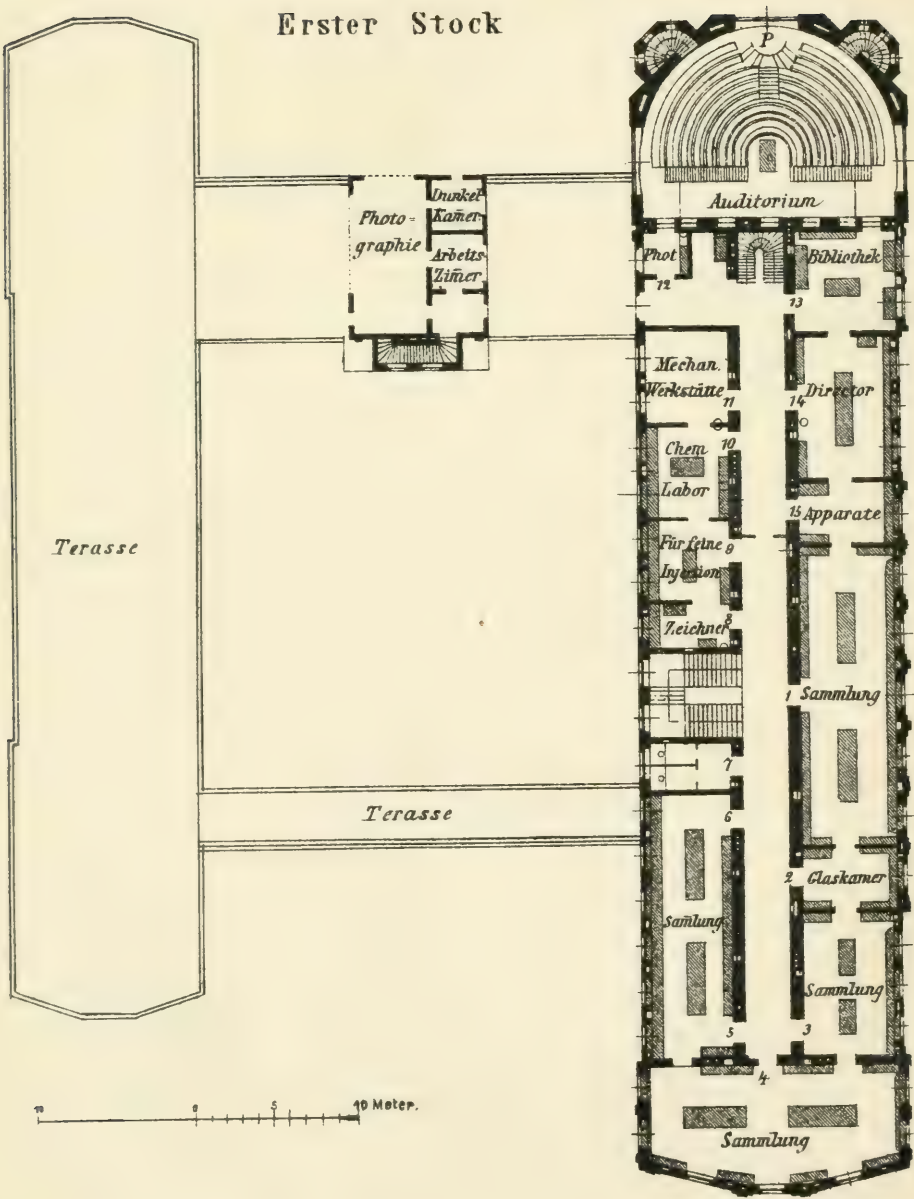 Erster Stock
P
Auditorium
Dunkel
Kamer
Photo=
graphie
Arbeits
Zimer
Phot
12
Bibliothek
13
Mechan.
Werkstätte
11
14
Director
10
Chem
Labor
15
Apparate
Für feine
Injection
9
Zeichner
8
Terasse
1
Sammlung
7
6
Terasse
2
Glaskamer
Samlung
Sammlung
5
3
4
Sammlung
10
0
5
10 Meter.